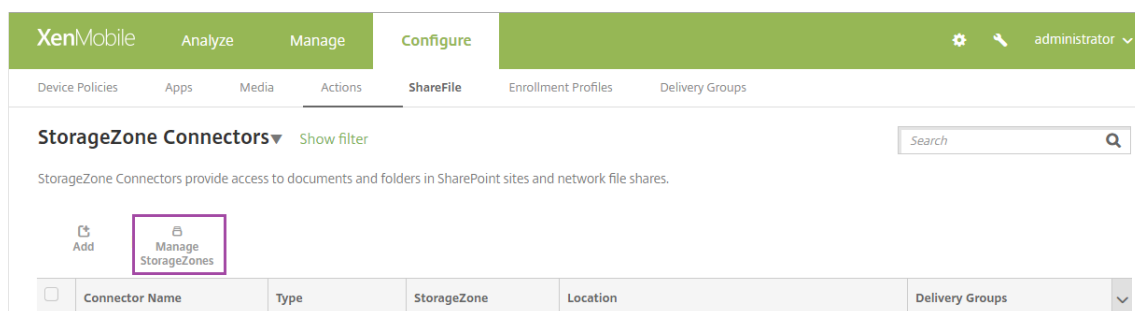 XenMobile Analyze Manage Configure administrator
Device Policies Apps Media Actions ShareFile Enrollment Profiles Delivery Groups
StorageZone Connectors Show filter Search
StorageZone Connectors provide access to documents and folders in SharePoint sites and network file shares.
Add Manage
StorageZones
Connector Name Type StorageZone Location Delivery Groups